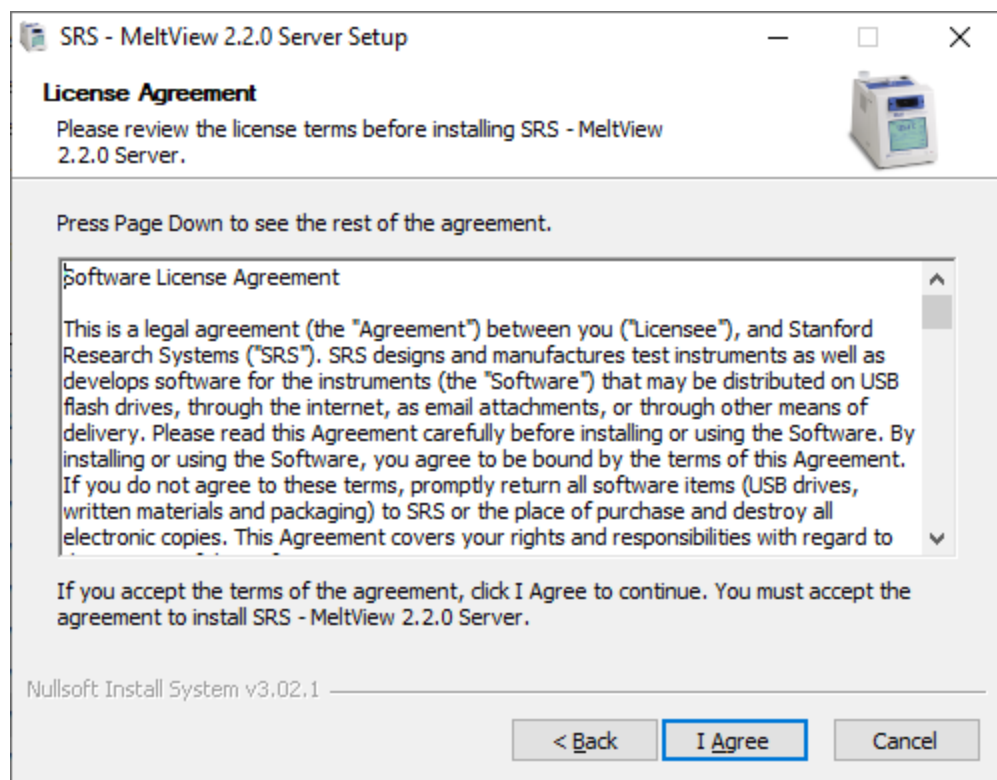 SRS - MeltView 2.2.0 Server Setup
License Agreement
Please review the license terms before installing SRS - MeltView
2.2.0 Server.
Press Page Down to see the rest of the agreement.
Software License Agreement
This is a legal agreement (the "Agreement") between you ("Licensee"), and Stanford
Research Systems ("SRS"). SRS designs and manufactures test instruments as well as
develops software for the instruments (the "Software") that may be distributed on USB
flash drives, through the internet, as email attachments, or through other means of
delivery. Please read this Agreement carefully before installing or using the Software. By
installing or using the Software, you agree to be bound by the terms of this Agreement.
If you do not agree to these terms, promptly return all software items (USB drives,
written materials and packaging) to SRS or the place of purchase and destroy all
electronic copies. This Agreement covers your rights and responsibilities with regard to
If you accept the terms of the agreement, click I Agree to continue. You must accept the
agreement to install SRS - MeltView 2.2.0 Server.
Nullsoft Install System v3.02.1
< Back
I Agree
Cancel